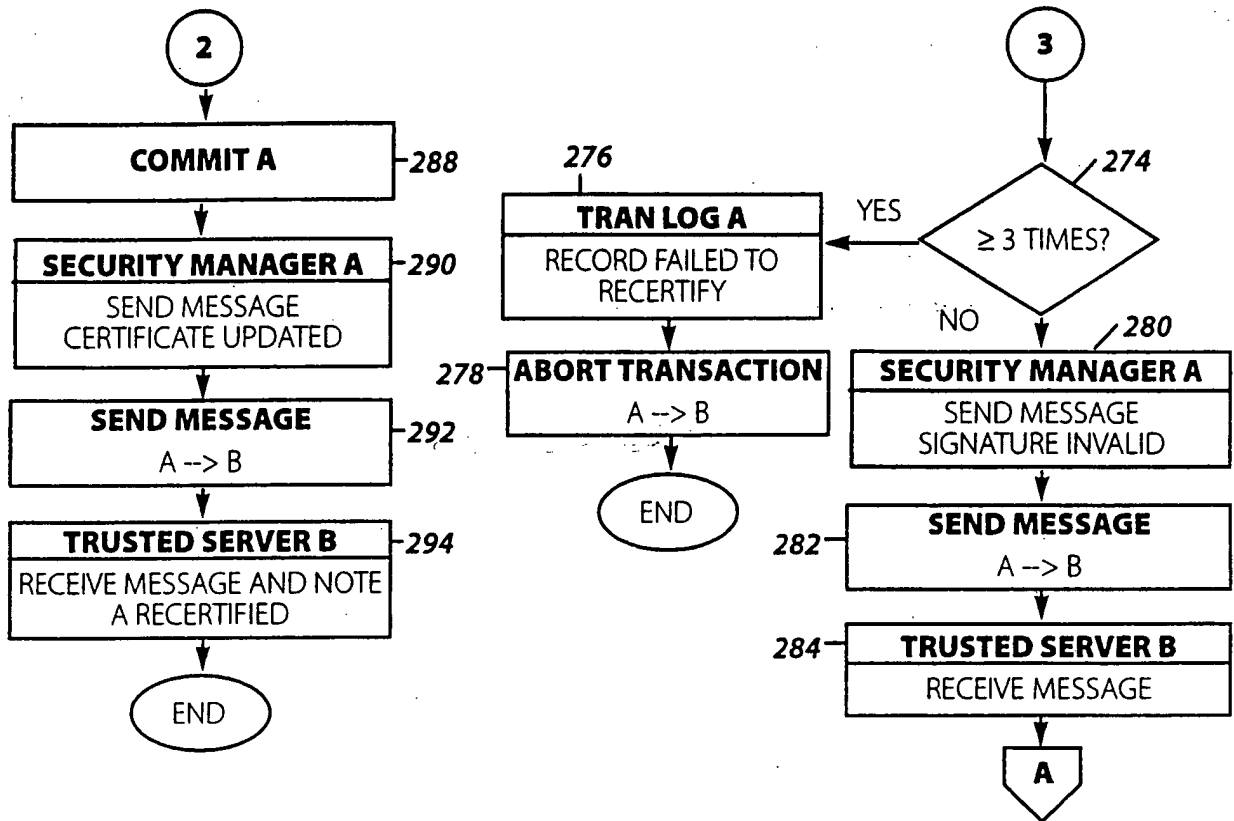 2
COMMIT A
288
SECURITY MANAGER A
290
SEND MESSAGE
CERTIFICATE UPDATED
SEND MESSAGE
292
A --> B
TRUSTED SERVER B
294
RECEIVE MESSAGE AND NOTE
A RECERTIFIED
END
3
274
≥ 3 TIMES?
YES
NO
276
TRAN LOG A
RECORD FAILED TO
RECERTIFY
278
ABORT TRANSACTION
A --> B
END
280
SECURITY MANAGER A
SEND MESSAGE
SIGNATURE INVALID
282
SEND MESSAGE
A --> B
284
TRUSTED SERVER B
RECEIVE MESSAGE
A